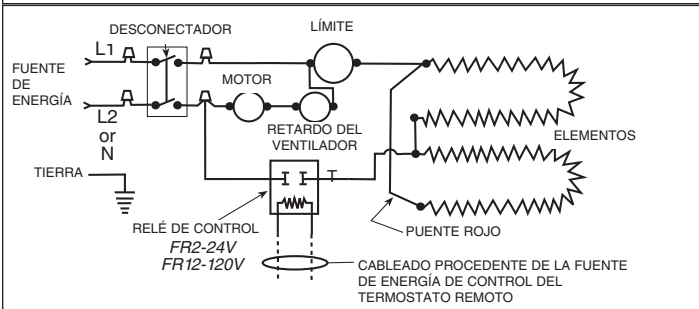 DESCONECTADOR
LÍMITE
L1
FUENTE
DE
ENERGÍA
MOTOR
L2
or
N
RETARDO DEL
VENTILADOR
ELEMENTOS
TIERRA
T
RELÉ DE CONTROL
FR2-24V
FR12-120V
PUENTE ROJO
CABLEADO PROCEDENTE DE LA FUENTE
DE ENERGÍA DE CONTROL DEL
TERMOSTATO REMOTO